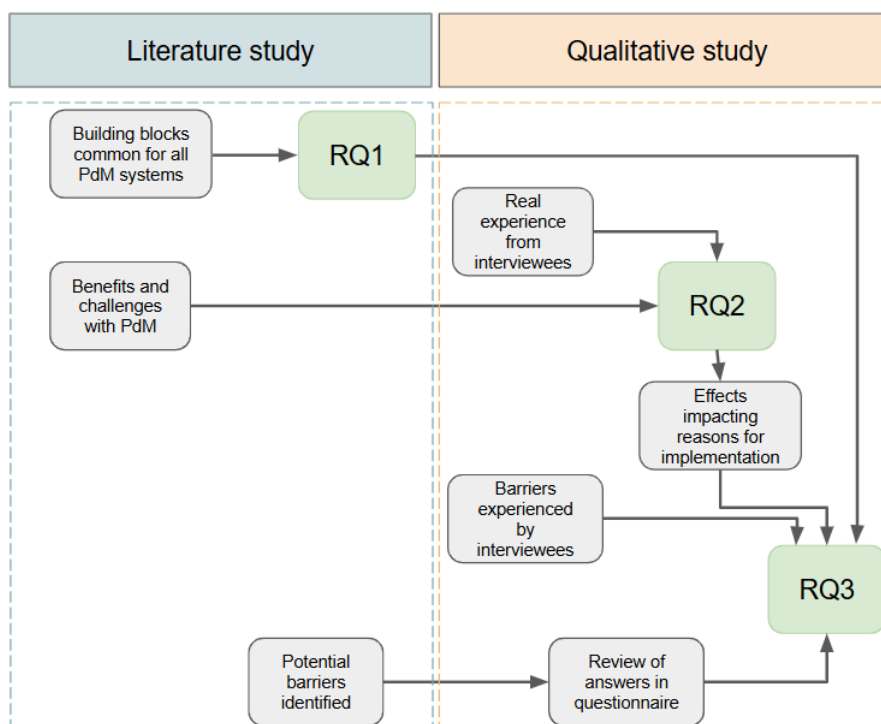 Literature study
Qualitative study
Building blocks
common for all
PdM systems
RQ1
Real
experience
from
interviewees
Benefits and
challenges
with PdM
RQ2
Effects
impacting
reasons for
implementation
Barriers
experienced
by
interviewees
RQ3
Potential
barriers
identified
Review of
answers in
questionnaire